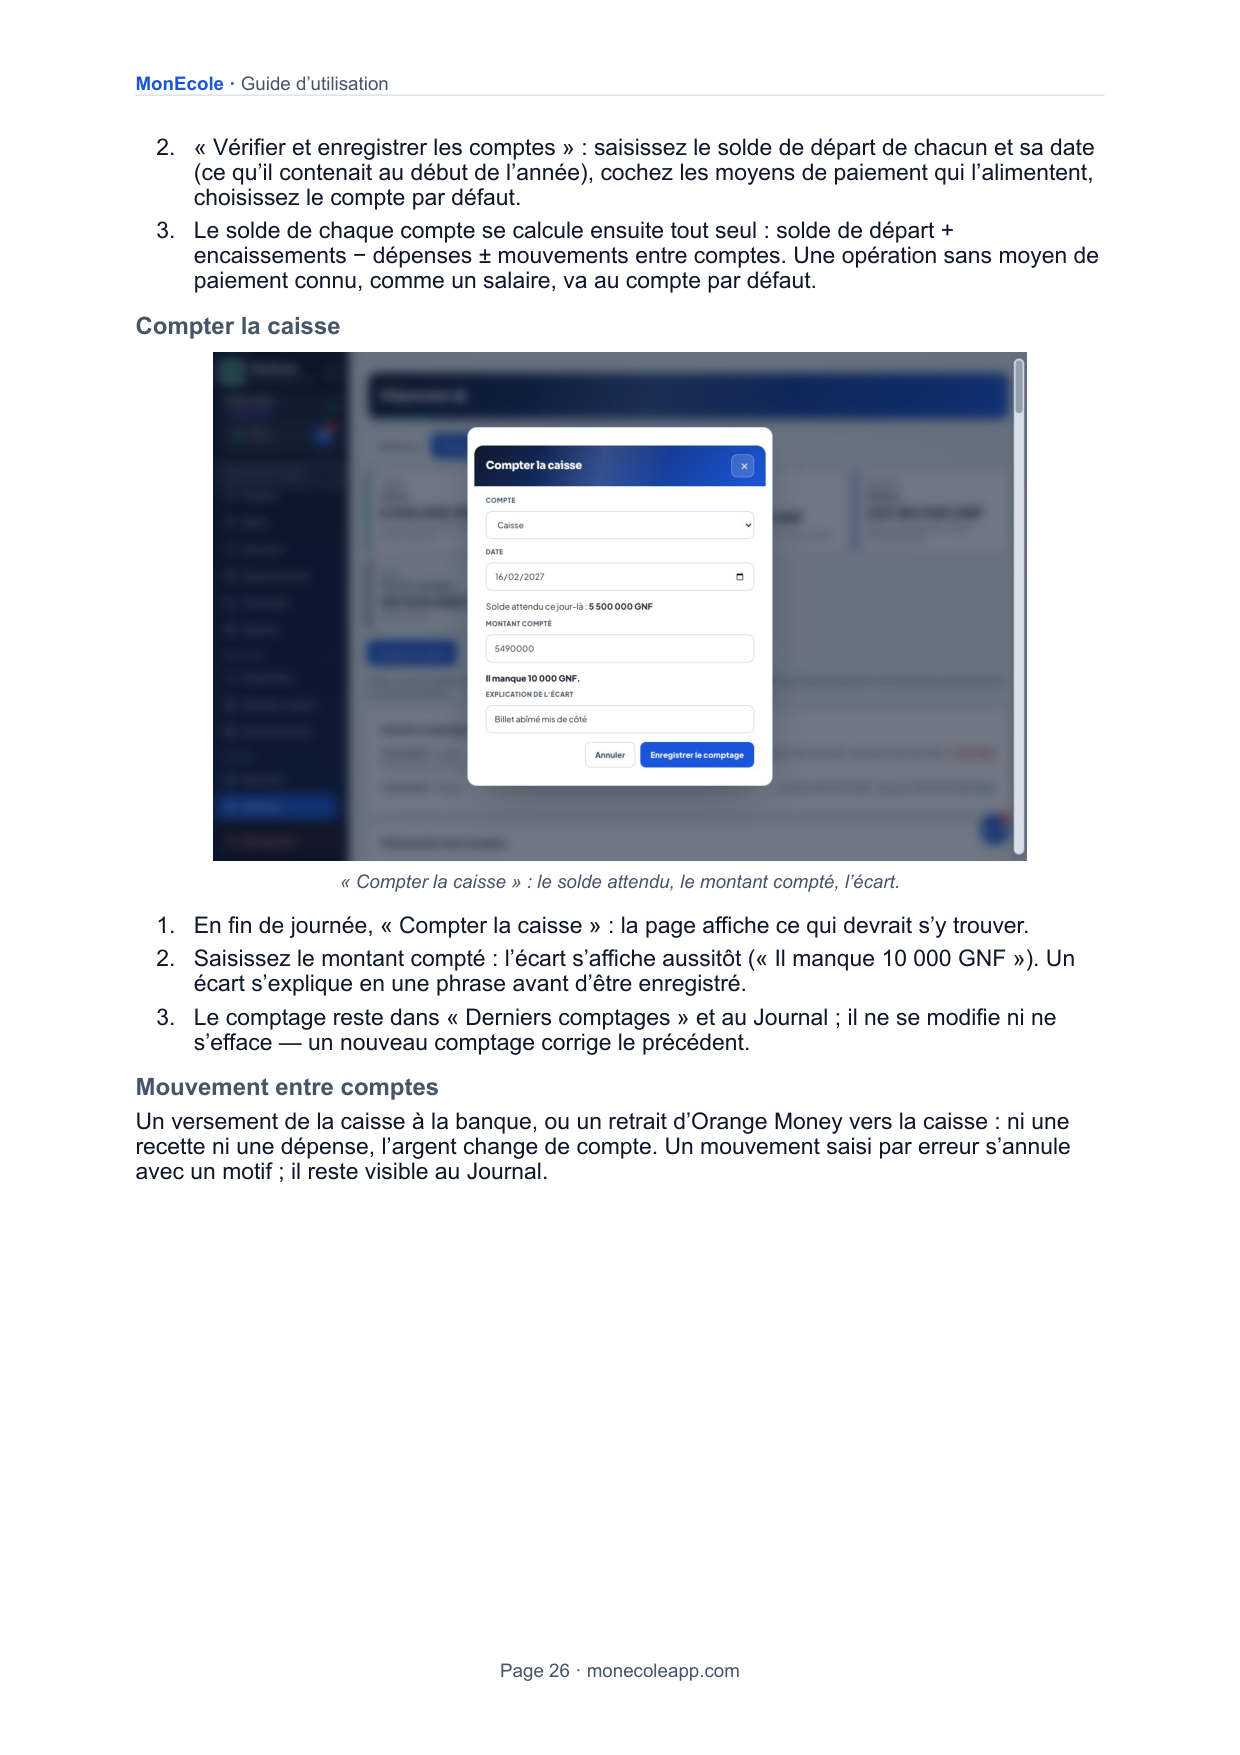 MonEcole · Guide d’utilisation
2. « Vérifier et enregistrer les comptes » : saisissez le solde de départ de chacun et sa date
(ce qu’il contenait au début de l’année), cochez les moyens de paiement qui l’alimentent,
choisissez le compte par défaut.
3. Le solde de chaque compte se calcule ensuite tout seul : solde de départ +
encaissements − dépenses ± mouvements entre comptes. Une opération sans moyen de
paiement connu, comme un salaire, va au compte par défaut.
Compter la caisse
Compter la caisse
COMPTE
Caisse
DATE
16/02/2027
Solde attendu ce jour-là : 5 500 000 GNF
MONTANT COMPTÉ
5490000
Il manque 10 000 GNF.
EXPLICATION DE L’ÉCART
Billet abîmé mis de côté
Annuler Enregistrer le comptage
« Compter la caisse » : le solde attendu, le montant compté, l’écart.
1. En fin de journée, « Compter la caisse » : la page affiche ce qui devrait s’y trouver.
2. Saisissez le montant compté : l’écart s’affiche aussitôt (« Il manque 10 000 GNF »). Un
écart s’explique en une phrase avant d’être enregistré.
3. Le comptage reste dans « Derniers comptages » et au Journal ; il ne se modifie ni ne
s’efface — un nouveau comptage corrige le précédent.
Mouvement entre comptes
Un versement de la caisse à la banque, ou un retrait d’Orange Money vers la caisse : ni une
recette ni une dépense, l’argent change de compte. Un mouvement saisi par erreur s’annule
avec un motif ; il reste visible au Journal.
Page 26 · monecoleapp.com